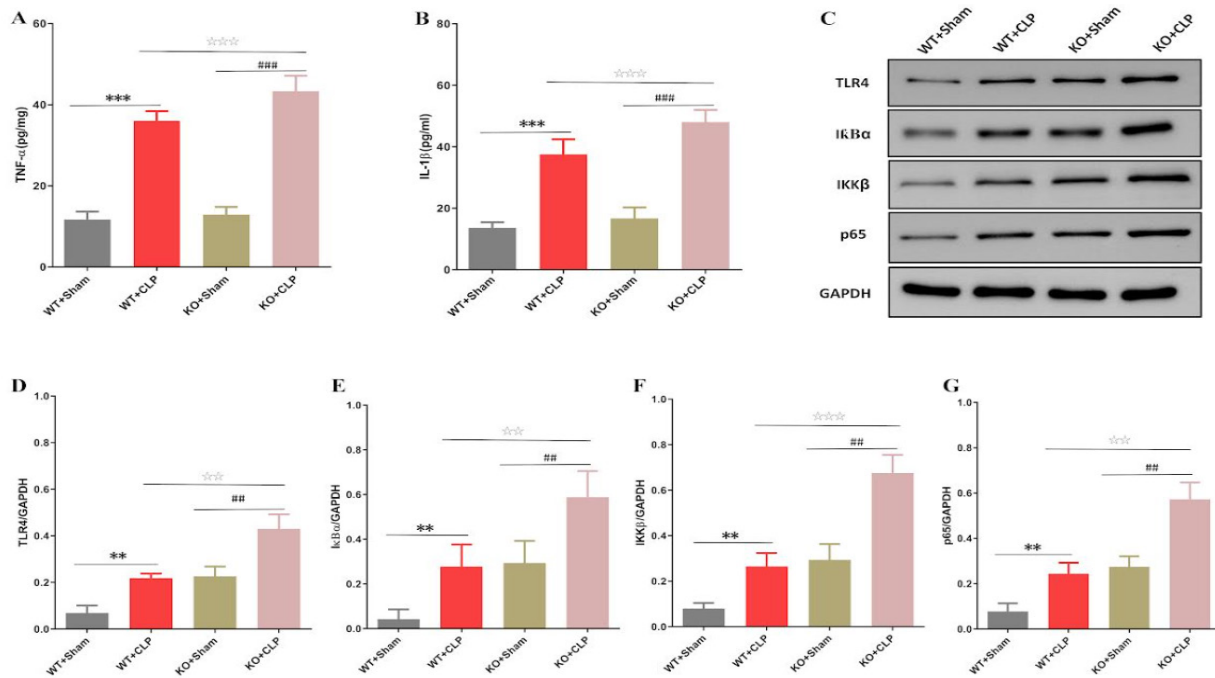 A
TNF-α(pg/mg)
60
40
20
0
***
☆☆☆
###
WT+Sham
WT+CLP
KO+Sham
KO+CLP
B
IL-1β(pg/ml)
80
60
40
20
0
***
☆☆☆
###
WT+Sham
WT+CLP
KO+Sham
KO+CLP
C
WT+Sham
WT+CLP
KO+Sham
KO+CLP
TLR4
IκBα
IKKβ
p65
GAPDH
D
TLR4/GAPDH
1.0
0.8
0.6
0.4
0.2
0.0
**
☆☆
##
WT+Sham
WT+CLP
KO+Sham
KO+CLP
E
IκBα/GAPDH
1.0
0.8
0.6
0.4
0.2
0.0
**
☆☆
##
WT+Sham
WT+CLP
KO+Sham
KO+CLP
F
IKKβ/GAPDH
1.0
0.8
0.6
0.4
0.2
0.0
**
☆☆☆
##
WT+Sham
WT+CLP
KO+Sham
KO+CLP
G
p65/GAPDH
1.0
0.8
0.6
0.4
0.2
0.0
**
☆☆
##
WT+Sham
WT+CLP
KO+Sham
KO+CLP